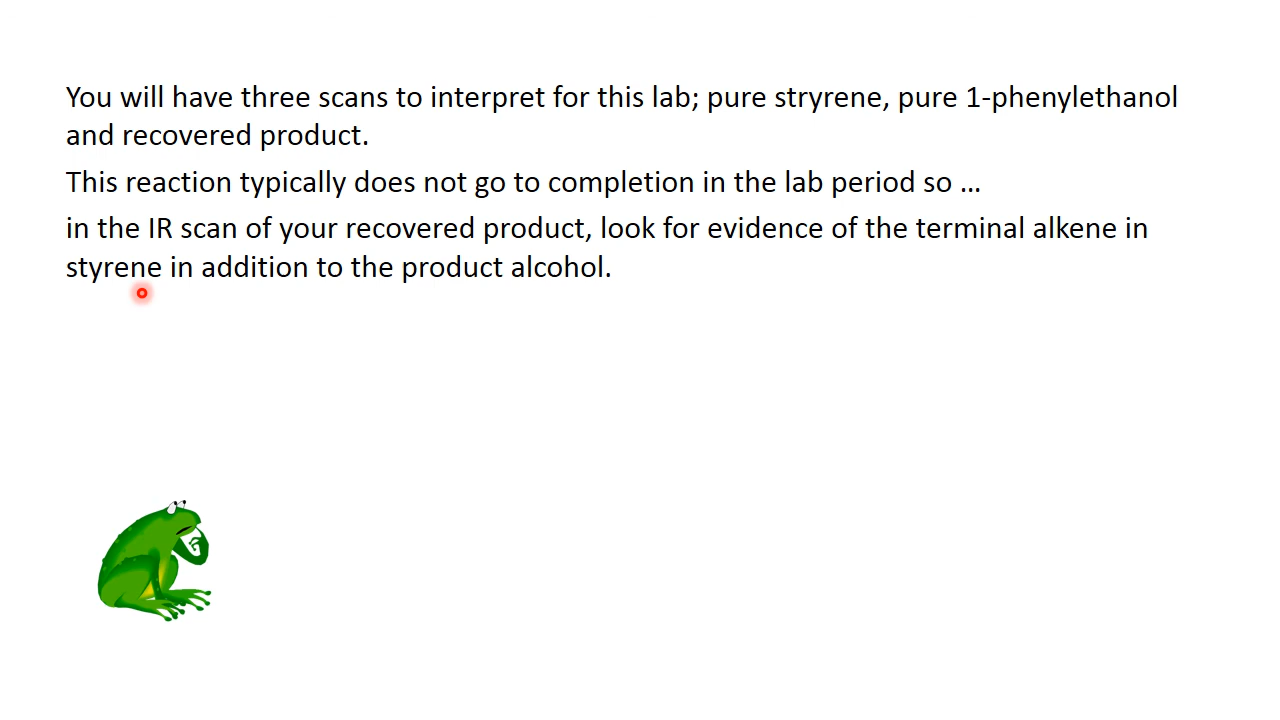 You will have three scans to interpret for this lab; pure stryrene, pure 1-phenylethanol
and recovered product.
This reaction typically does not go to completion in the lab period so …
in the IR scan of your recovered product, look for evidence of the terminal alkene in
styrene in addition to the product alcohol.